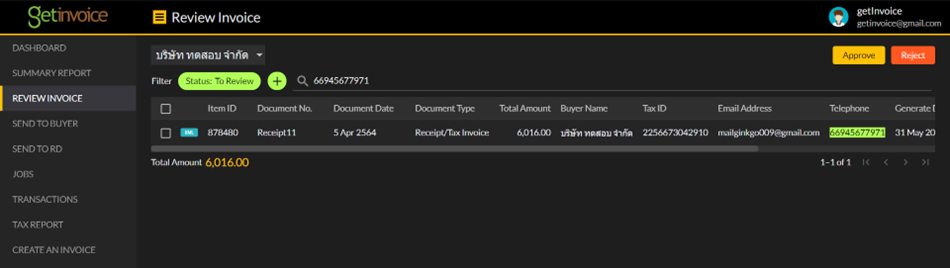 getinvoice
Review Invoice
getInvoice
getinvoice@gmail.com
DASHBOARD
SUMMARY REPORT
REVIEW INVOICE
SEND TO BUYER
SEND TO RD
JOBS
TRANSACTIONS
TAX REPORT
CREATE AN INVOICE
บริษัท ทดสอบ จำกัด
Approve Reject
Filter Status: To Review + 66945677971
Item ID Document No. Document Date Document Type Total Amount Buyer Name Tax ID Email Address Telephone Generate D
XML 878480 Receipt11 5 Apr 2564 Receipt/Tax Invoice 6,016.00 บริษัท ทดสอบ จำกัด 2256673042910 mailginkgo009@gmail.com 66945677971 31 May 20
Total Amount 6,016.00 1–1 of 1